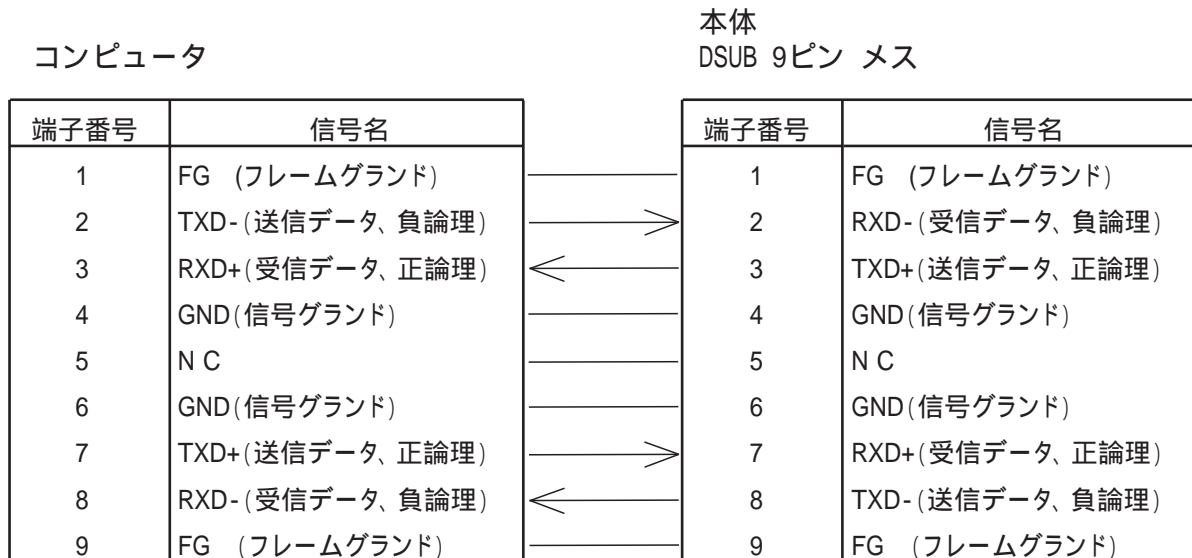 本体
コンピュータ DSUB 9ピン メス
端子番号 信号名 端子番号 信号名
1 FG (フレームグランド) 1 FG (フレームグランド)
2 TXD-(送信データ、負論理) 2 RXD-(受信データ、負論理)
3 RXD+(受信データ、正論理) 3 TXD+(送信データ、正論理)
4 GND(信号グランド) 4 GND(信号グランド)
5 N C 5 N C
6 GND(信号グランド) 6 GND(信号グランド)
7 TXD+(送信データ、正論理) 7 RXD+(受信データ、正論理)
8 RXD-(受信データ、負論理) 8 TXD-(送信データ、負論理)
9 FG (フレームグランド) 9 FG (フレームグランド)